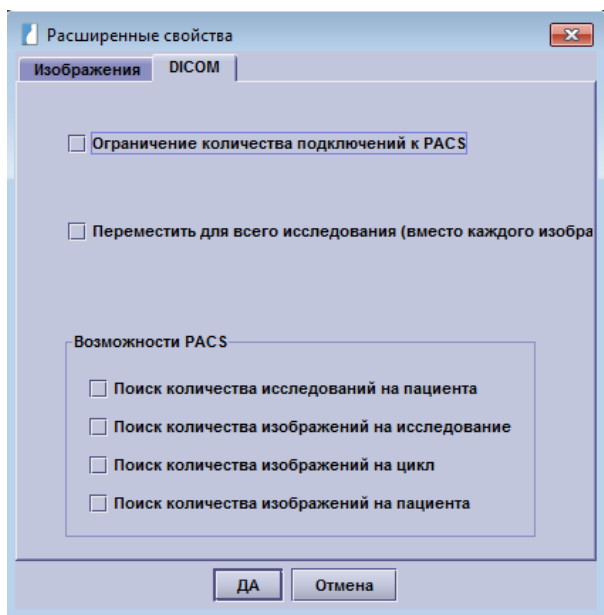 Расширенные свойства
Изображения DICOM
Ограничение количества подключений к PACS
Переместить для всего исследования (вместо каждого изобра
Возможности PACS
Поиск количества исследований на пациента
Поиск количества изображений на исследование
Поиск количества изображений на цикл
Поиск количества изображений на пациента
ДА Отмена